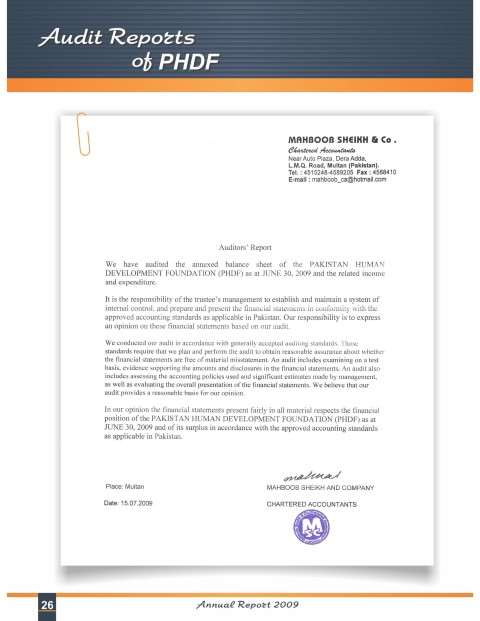 Audit Reports
of PHDF
MAHBOOB SHEIKH & Co .
Chartered Accountants
Near Auto Plaza, Dera Adda,
L.M.Q. Road, Multan (Pakistan).
Tel. : 4515248-4589205 Fax : 4568410
E-mail : mahboob_ca@hotmail.com
Auditors' Report
We have audited the annexed balance sheet of the PAKISTAN HUMAN
DEVELOPMENT FOUNDATION (PHDF) as at JUNE 30, 2009 and the related income
and expenditure.
It is the responsibility of the trustee's management to establish and maintain a system of
internal control, and prepare and present the financial statements in conformity with the
approved accounting standards as applicable in Pakistan. Our responsibility is to express
an opinion on these financial statements based on our audit.
We conducted our audit in accordance with generally accepted auditing standards. These
standards require that we plan and perform the audit to obtain reasonable assurance about whether
the financial statements are free of material misstatement. An audit includes examining on a test
basis, evidence supporting the amounts and disclosures in the financial statements. An audit also
includes assessing the accounting policies used and significant estimates made by management,
as well as evaluating the overall presentation of the financial statements. We believe that our
audit provides a reasonable basis for our opinion.
In our opinion the financial statements present fairly in all material respects the financial
position of the PAKISTAN HUMAN DEVELOPMENT FOUNDATION (PHDF) as at
JUNE 30, 2009 and of its surplus in accordance with the approved accounting standards
as applicable in Pakistan.
Place: Multan
MAHBOOB SHEIKH AND COMPANY
Date: 15.07.2009
CHARTERED ACCOUNTANTS
26
Annual Report 2009